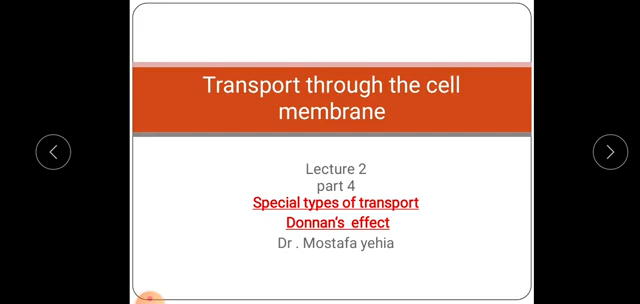 Transport through the cell
membrane
Lecture 2
part 4
Special types of transport
Donnan's  effect
Dr . Mostafa yehia